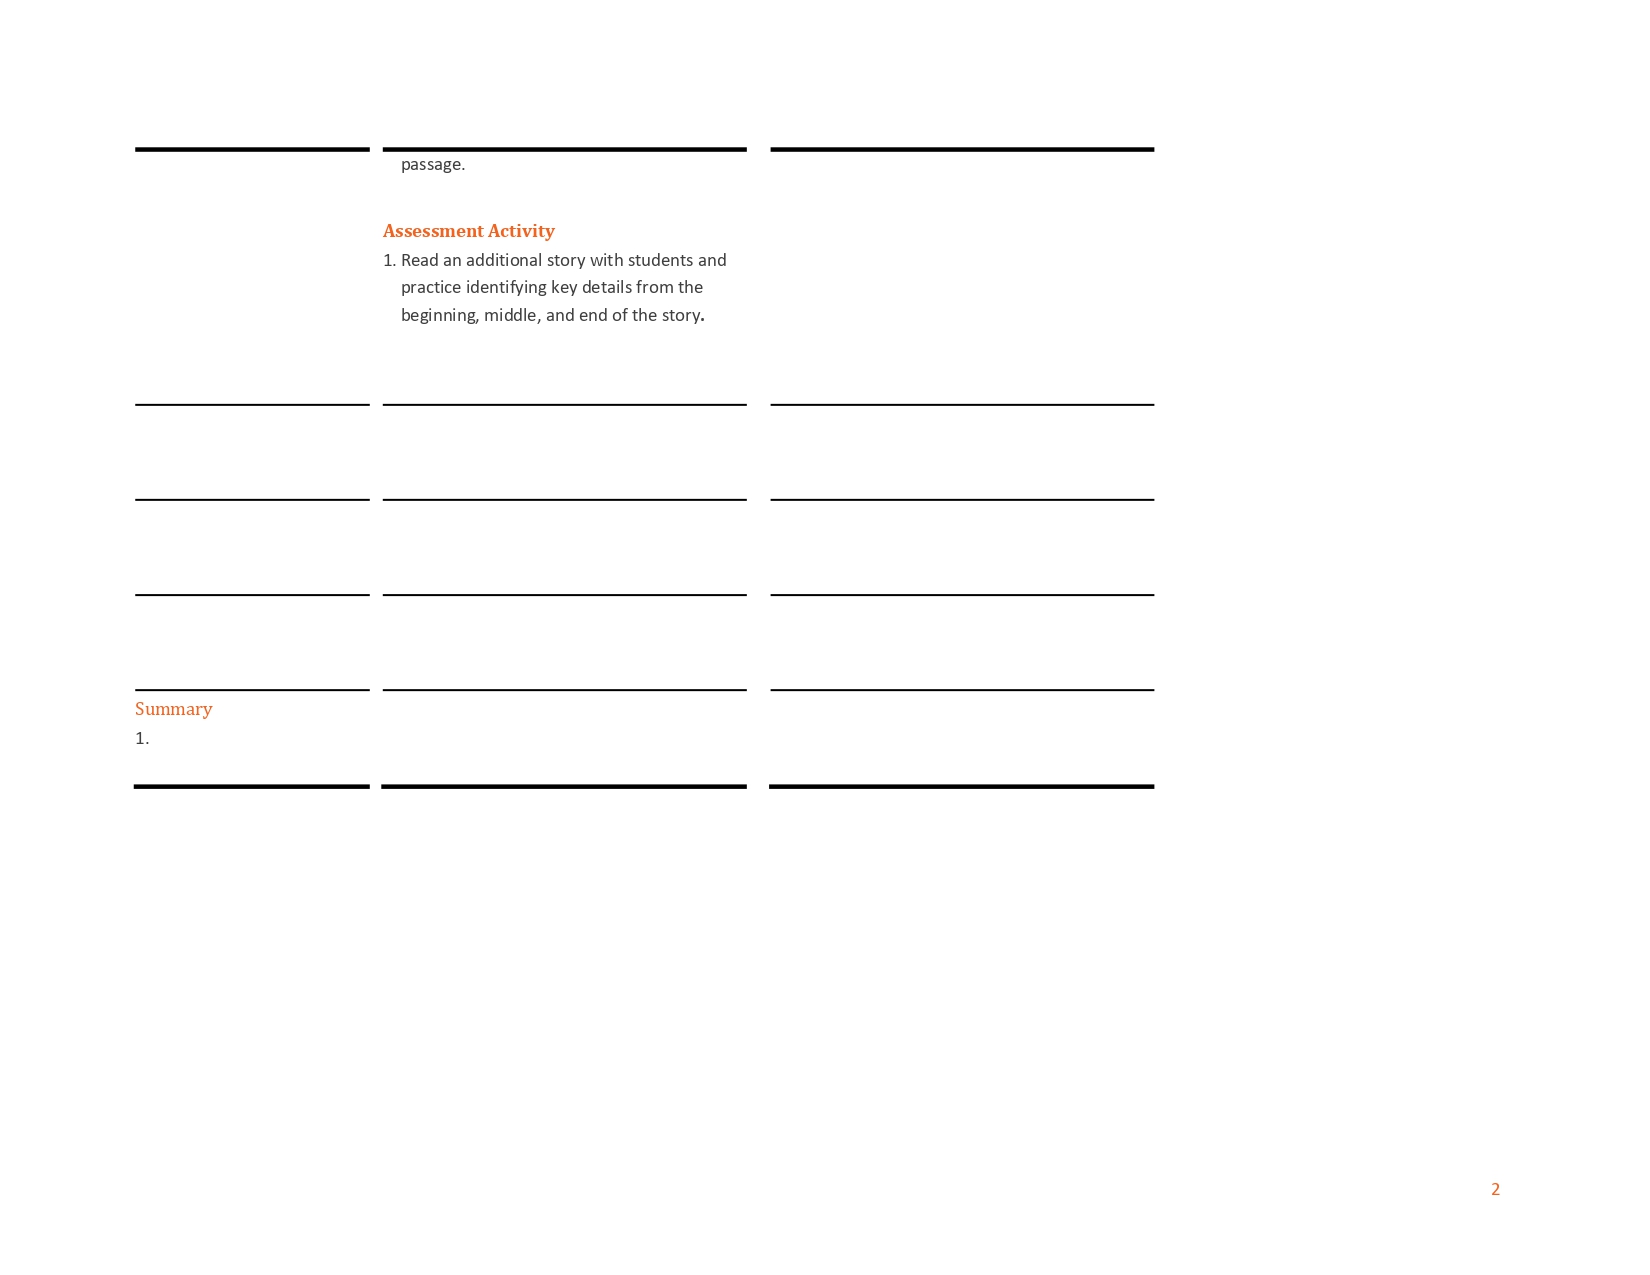 passage.
Assessment Activity
1. Read an additional story with students and
practice identifying key details from the
beginning, middle, and end of the story.
Summary
1.
2